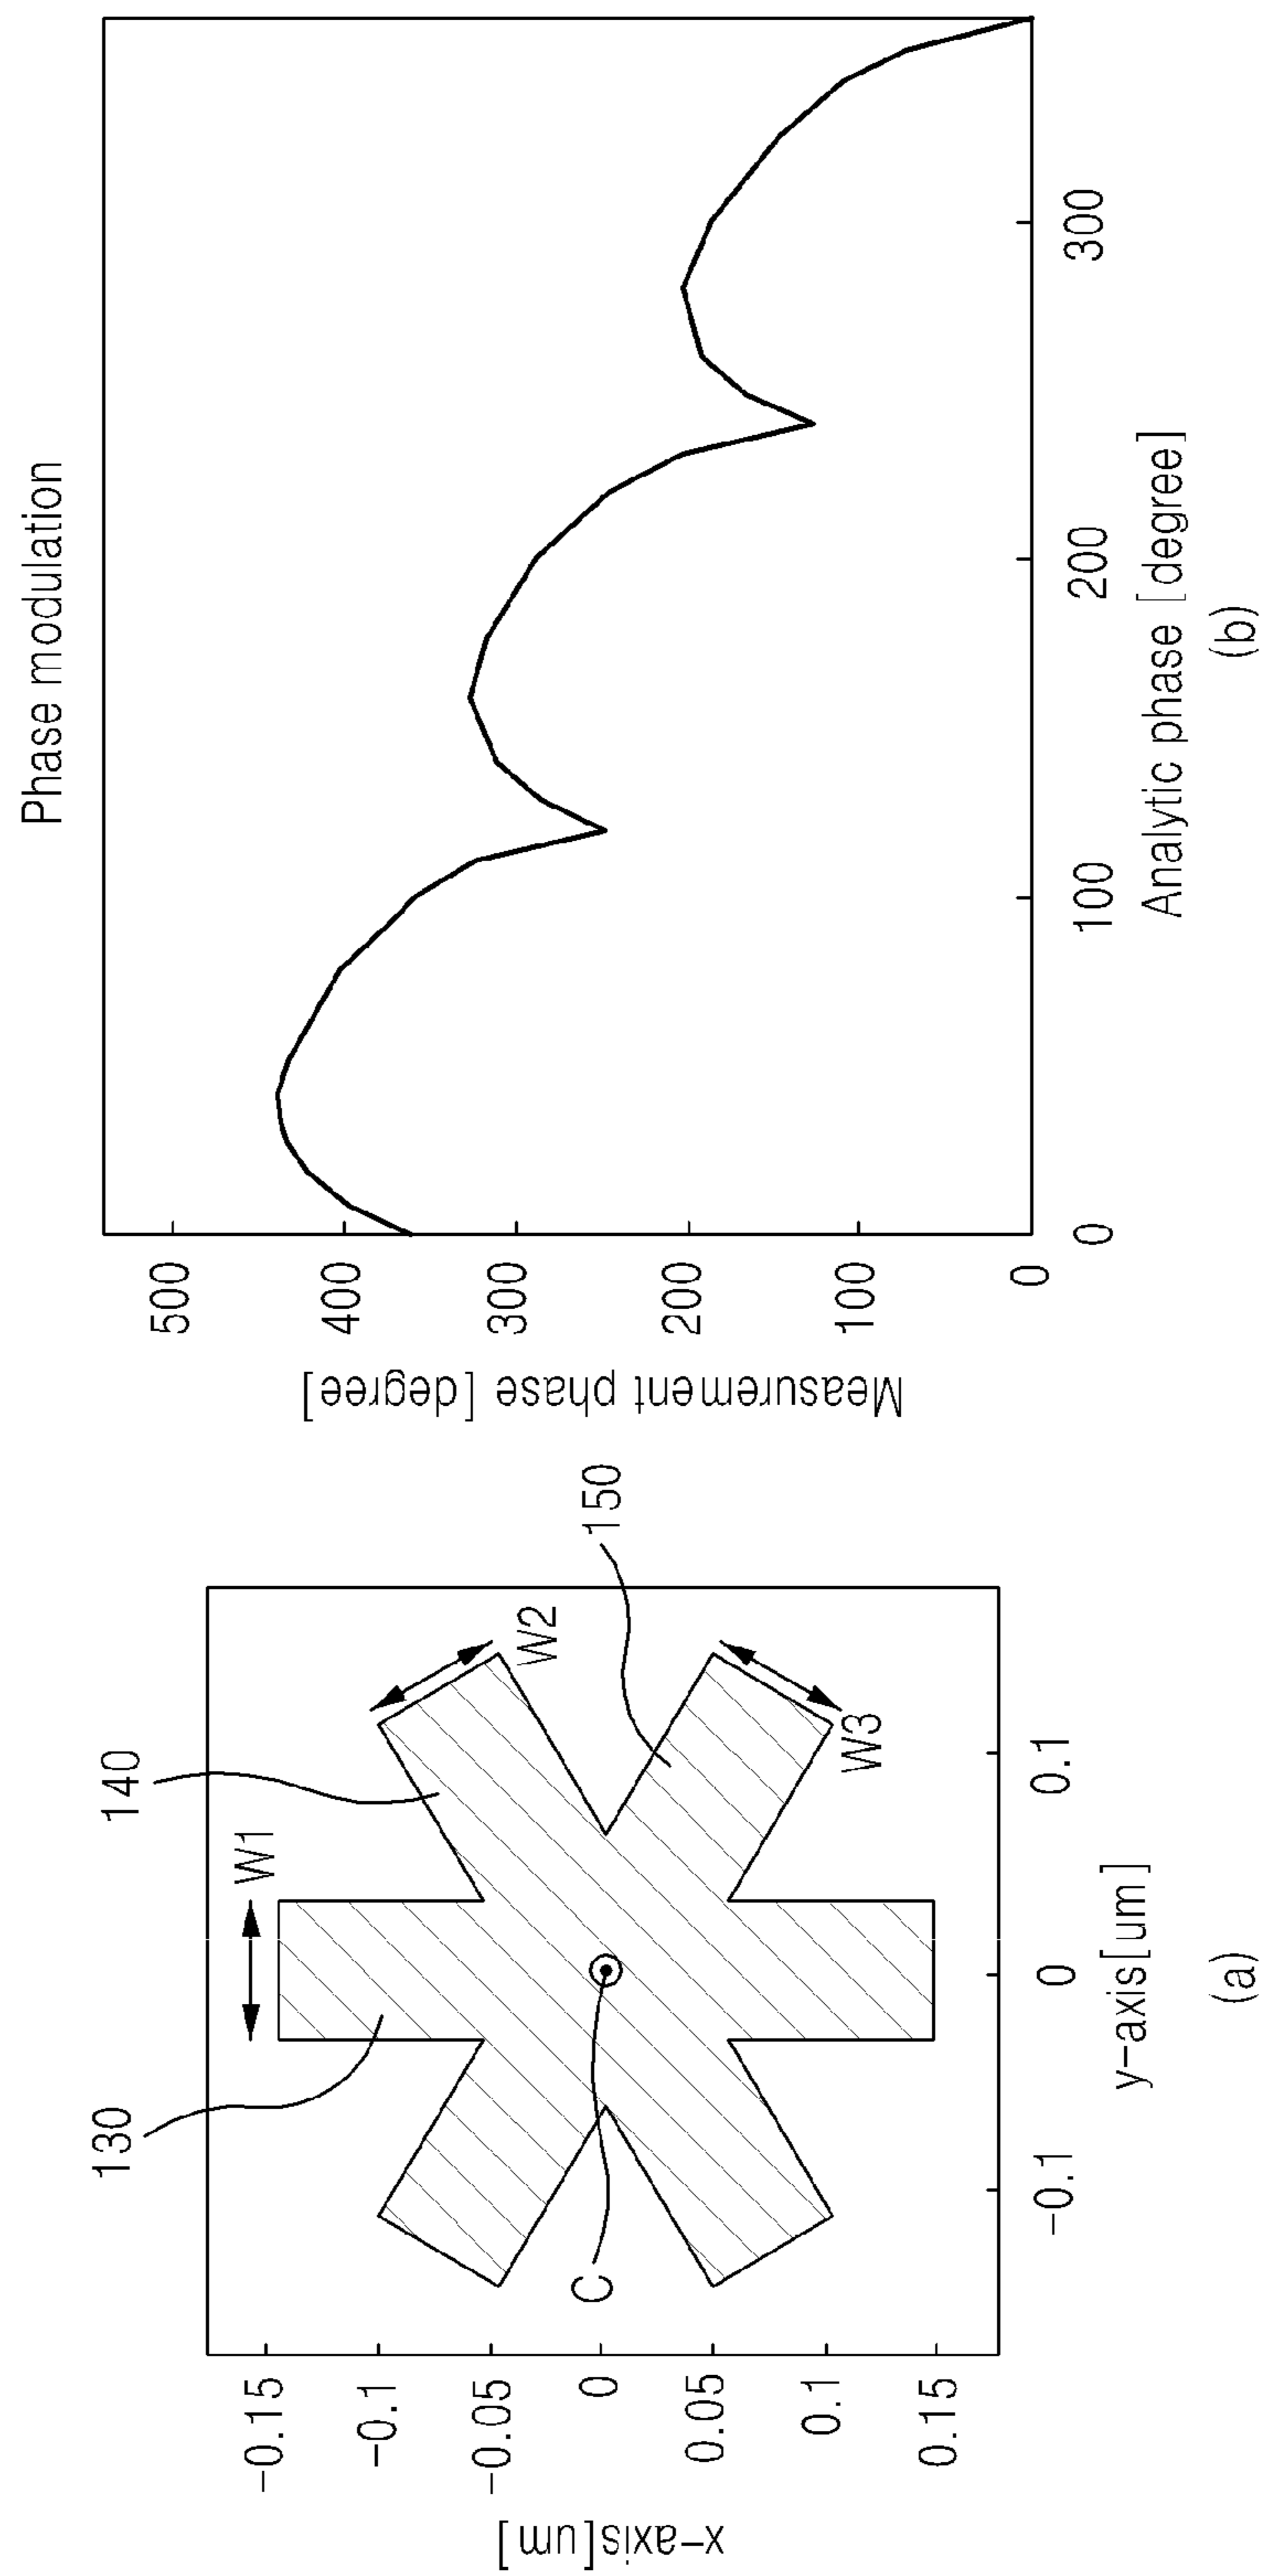 130
140
W1
W2
150
W3
C
x-axis[um]
-0.15
-0.1
-0.05
0
0.05
0.1
0.15
-0.1
0
0.1
y-axis[um]
(a)
Phase modulation
Measurement phase [degree]
500
400
300
200
100
0
0
100
200
300
Analytic phase [degree]
(b)